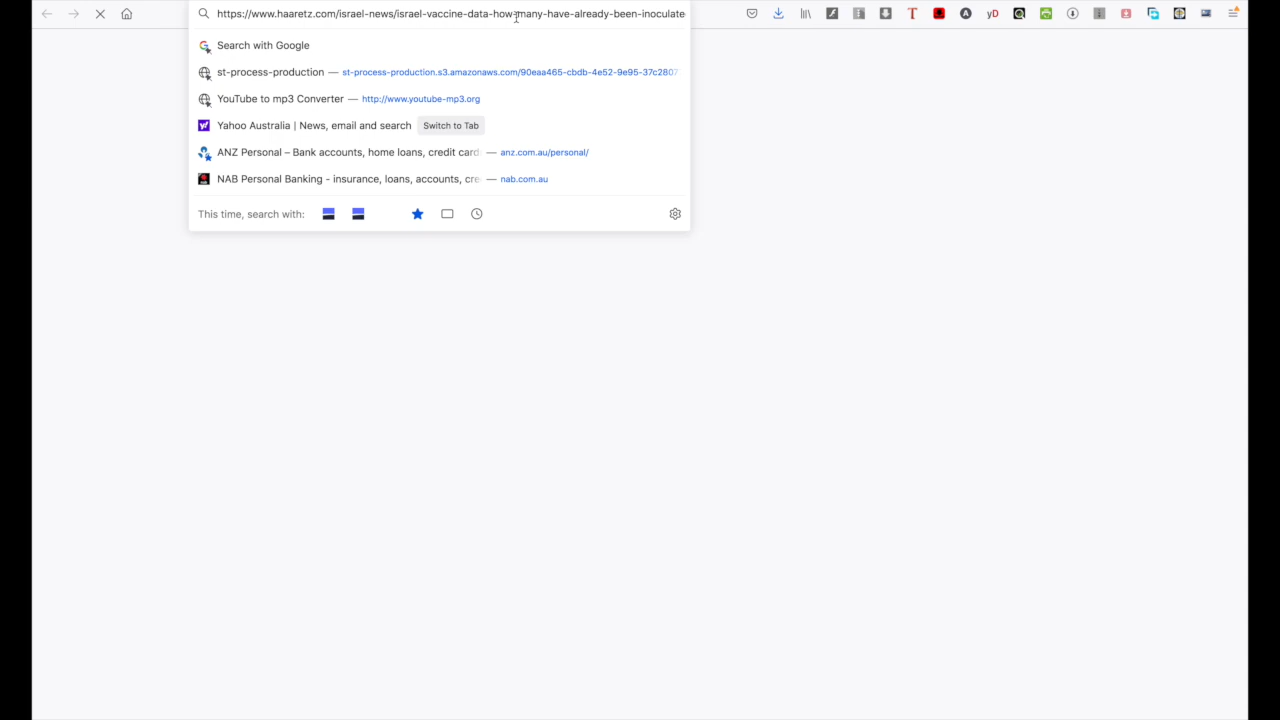 https://www.haaretz.com/israel-news/israel-vaccine-data-how-many-have-already-been-inoculate
Search with Google
st-process-production — st-process-production.s3.amazonaws.com/90eaa465-cbdb-4e52-9e95-37c2807
YouTube to mp3 Converter — http://www.youtube-mp3.org
Yahoo Australia | News, email and search Switch to Tab
ANZ Personal – Bank accounts, home loans, credit card — anz.com.au/personal/
NAB Personal Banking - insurance, loans, accounts, cre — nab.com.au
This time, search with: